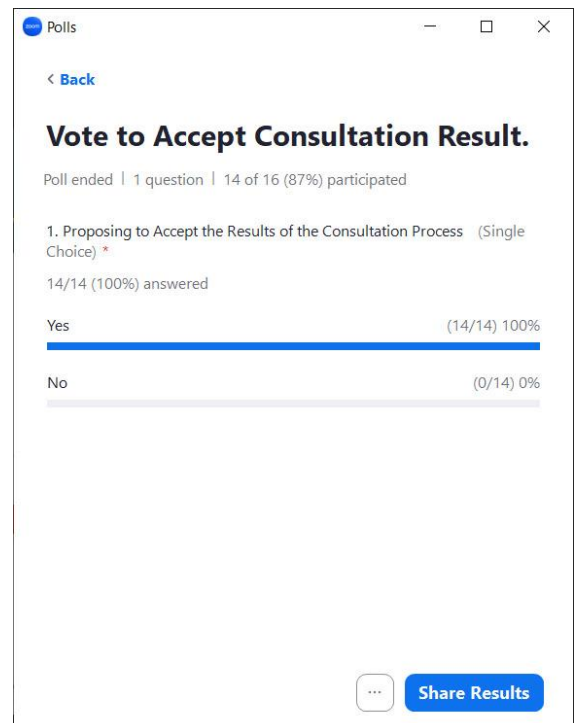 zoom Polls
< Back
Vote to Accept Consultation Result.
Poll ended | 1 question | 14 of 16 (87%) participated
1. Proposing to Accept the Results of the Consultation Process (Single
Choice) *
14/14 (100%) answered
Yes (14/14) 100%
No (0/14) 0%
... Share Results